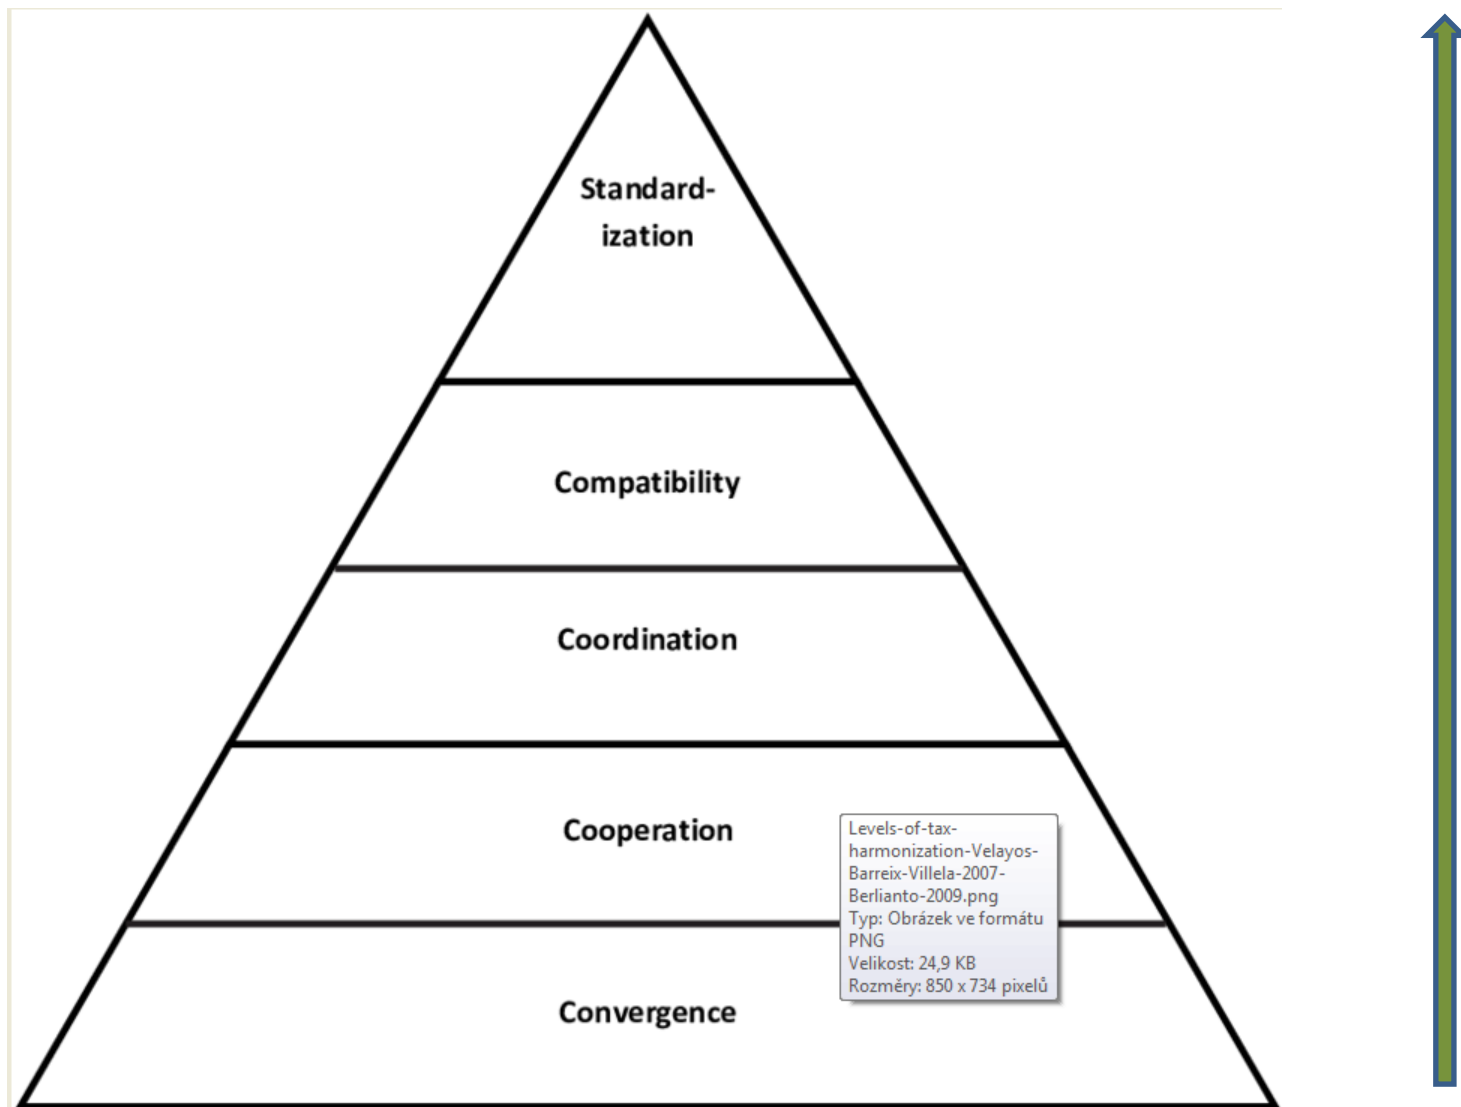 Standard-
ization
Compatibility
Coordination
Cooperation
Levels-of-tax-
harmonization-Velayos-
Barreix-Villela-2007-
Berlianto-2009.png
Typ: Obrázek ve formátu
PNG
Velikost: 24,9 KB
Rozměry: 850 x 734 pixelů
Convergence